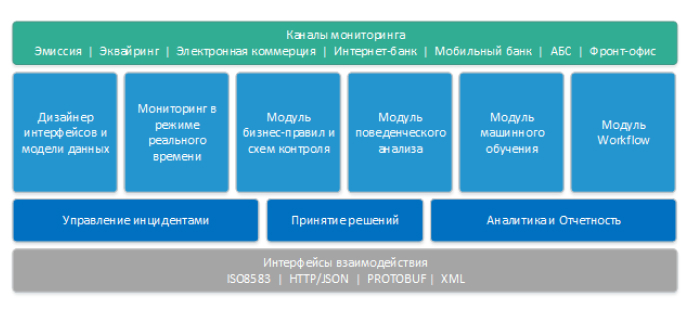 Каналы мониторинга
Эмиссия | Эквайринг | Электронная коммерция | Интернет-банк | Мобильный банк | АБС | Фронт-офис
Дизайнер
интерфейсов и
модели данных
Мониторинг в
режиме
реального
времени
Модуль
бизнес-правил и
схем контроля
Модуль
поведенческого
анализа
Модуль
машинного
обучения
Модуль
Workflow
Управление инцидентами
Принятие решений
Аналитика и Отчетность
Интерфейсы взаимодействия
ISO8583 | HTTP/JSON | PROTOBUF | XML